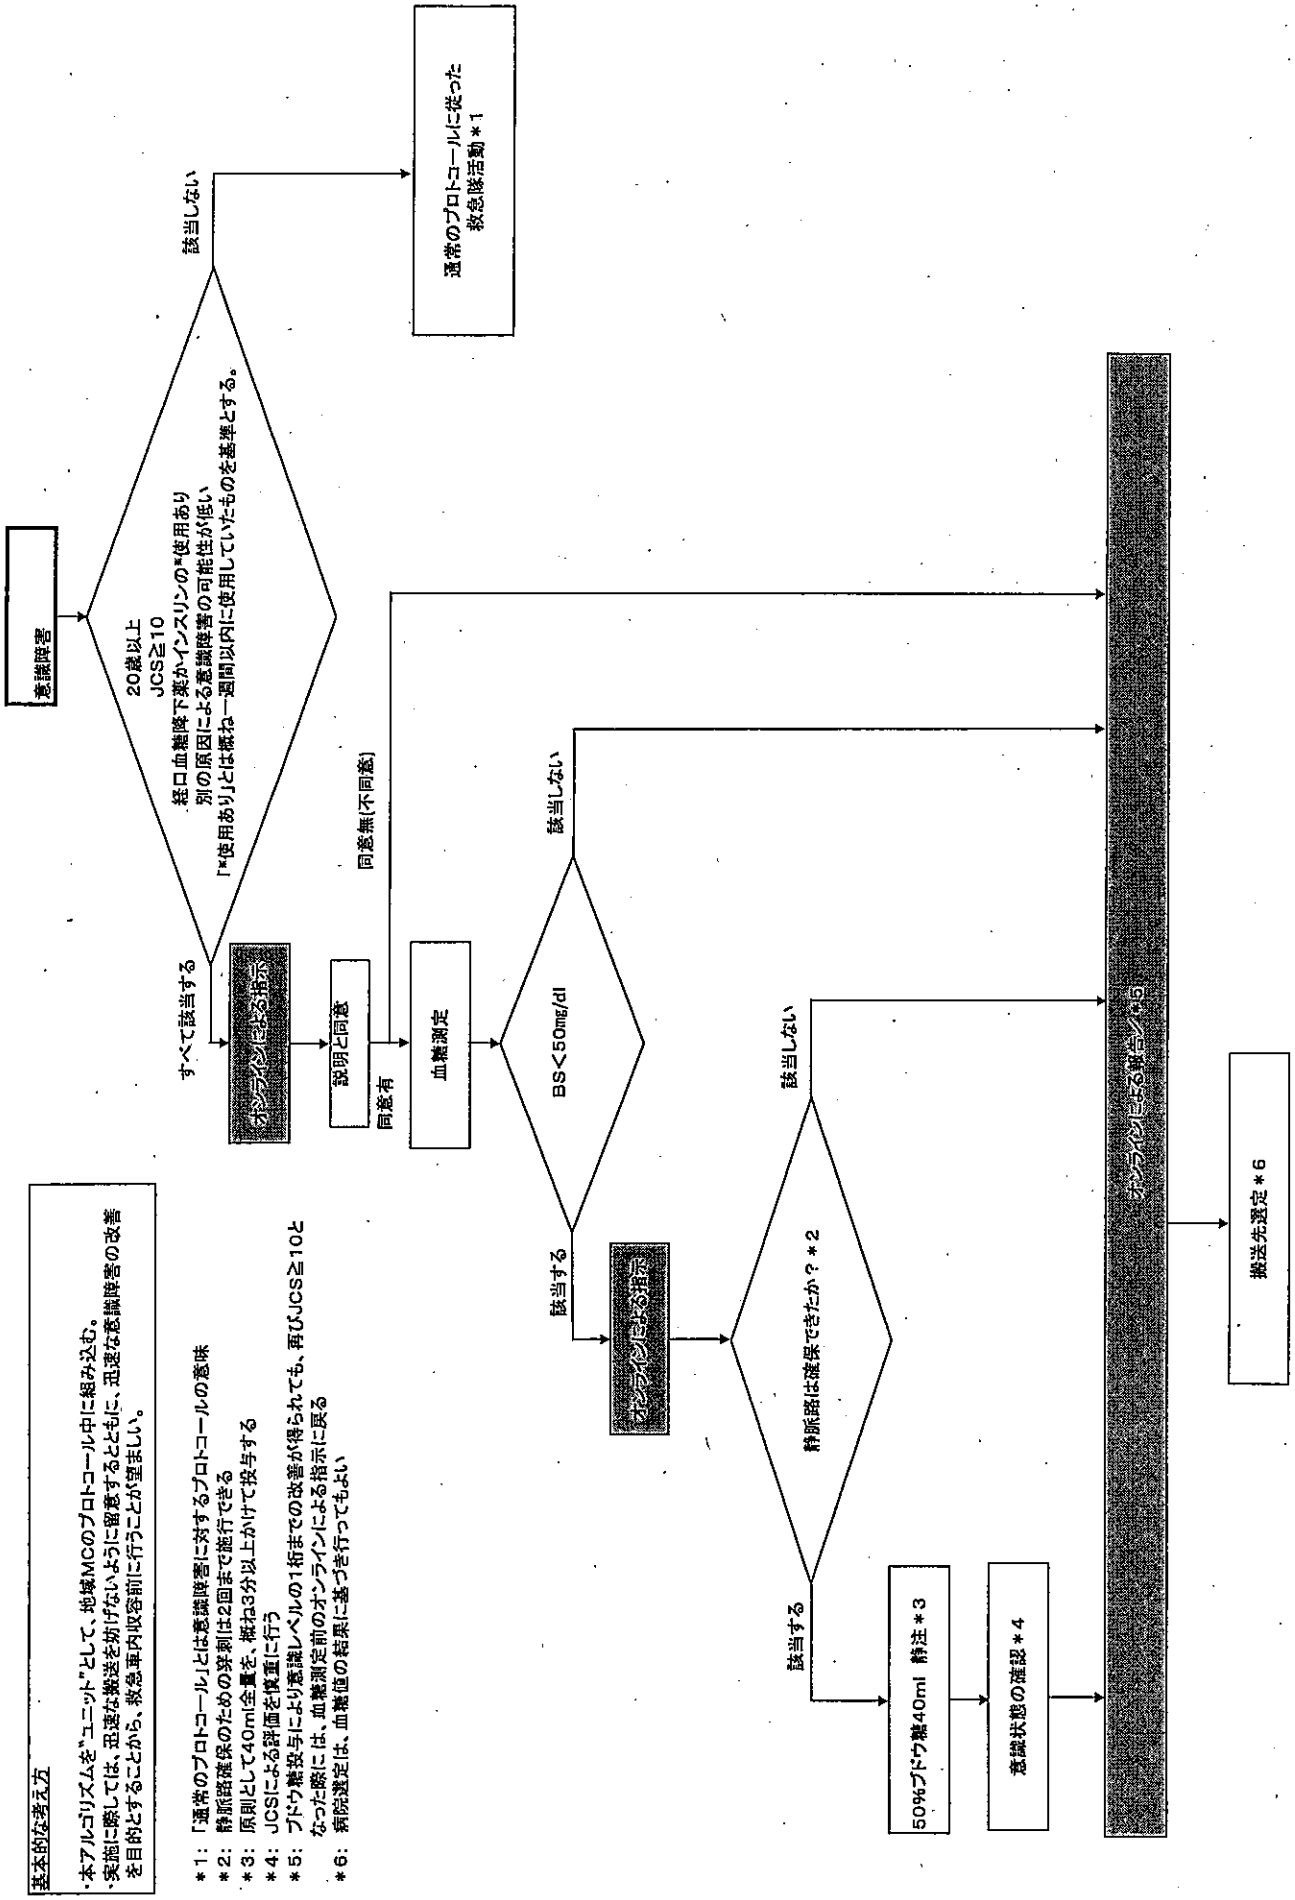 基本的な考え方
・本アルゴリズムを"ユニット"として、地域MCのプロトコール中に組み込む。
・実施に際しては、迅速な搬送を妨げないように留意するとともに、迅速な意識障害の改善
を目的とすることから、救急車内収容前に行うことが望ましい。
*1: 「通常のプロトコール」とは意識障害に対するプロトコールの意味
*2: 静脈路確保のための穿刺は2回まで施行できる
*3: 原則として40ml全量を、概ね3分以上かけて投与する
*4: JCSによる評価を慎重に行う
*5: ブドウ糖投与により意識レベルの1桁までの改善が得られても、再びJCS≧10と
なった際には、血糖測定前のオンラインによる指示に戻る
*6: 病院選定は、血糖値の結果に基づき行ってもよい
意識障害
20歳以上
JCS≧10
経口血糖降下薬かインスリンの*使用あり
別の原因による意識障害の可能性が低い
「*使用あり」とは概ね一週間以内に使用していたものを基準とする。
すべて該当する
該当しない
通常のプロトコールに従った
救急隊活動*1
オンラインによる指示
説明と同意
同意無(不同意)
同意有
血糖測定
BS<50mg/dl
該当する
該当しない
オンラインによる指示
静脈路は確保できたか?*2
該当する
該当しない
50%ブドウ糖40ml 静注*3
意識状態の確認*4
オンラインによる報告/*5
搬送先選定*6